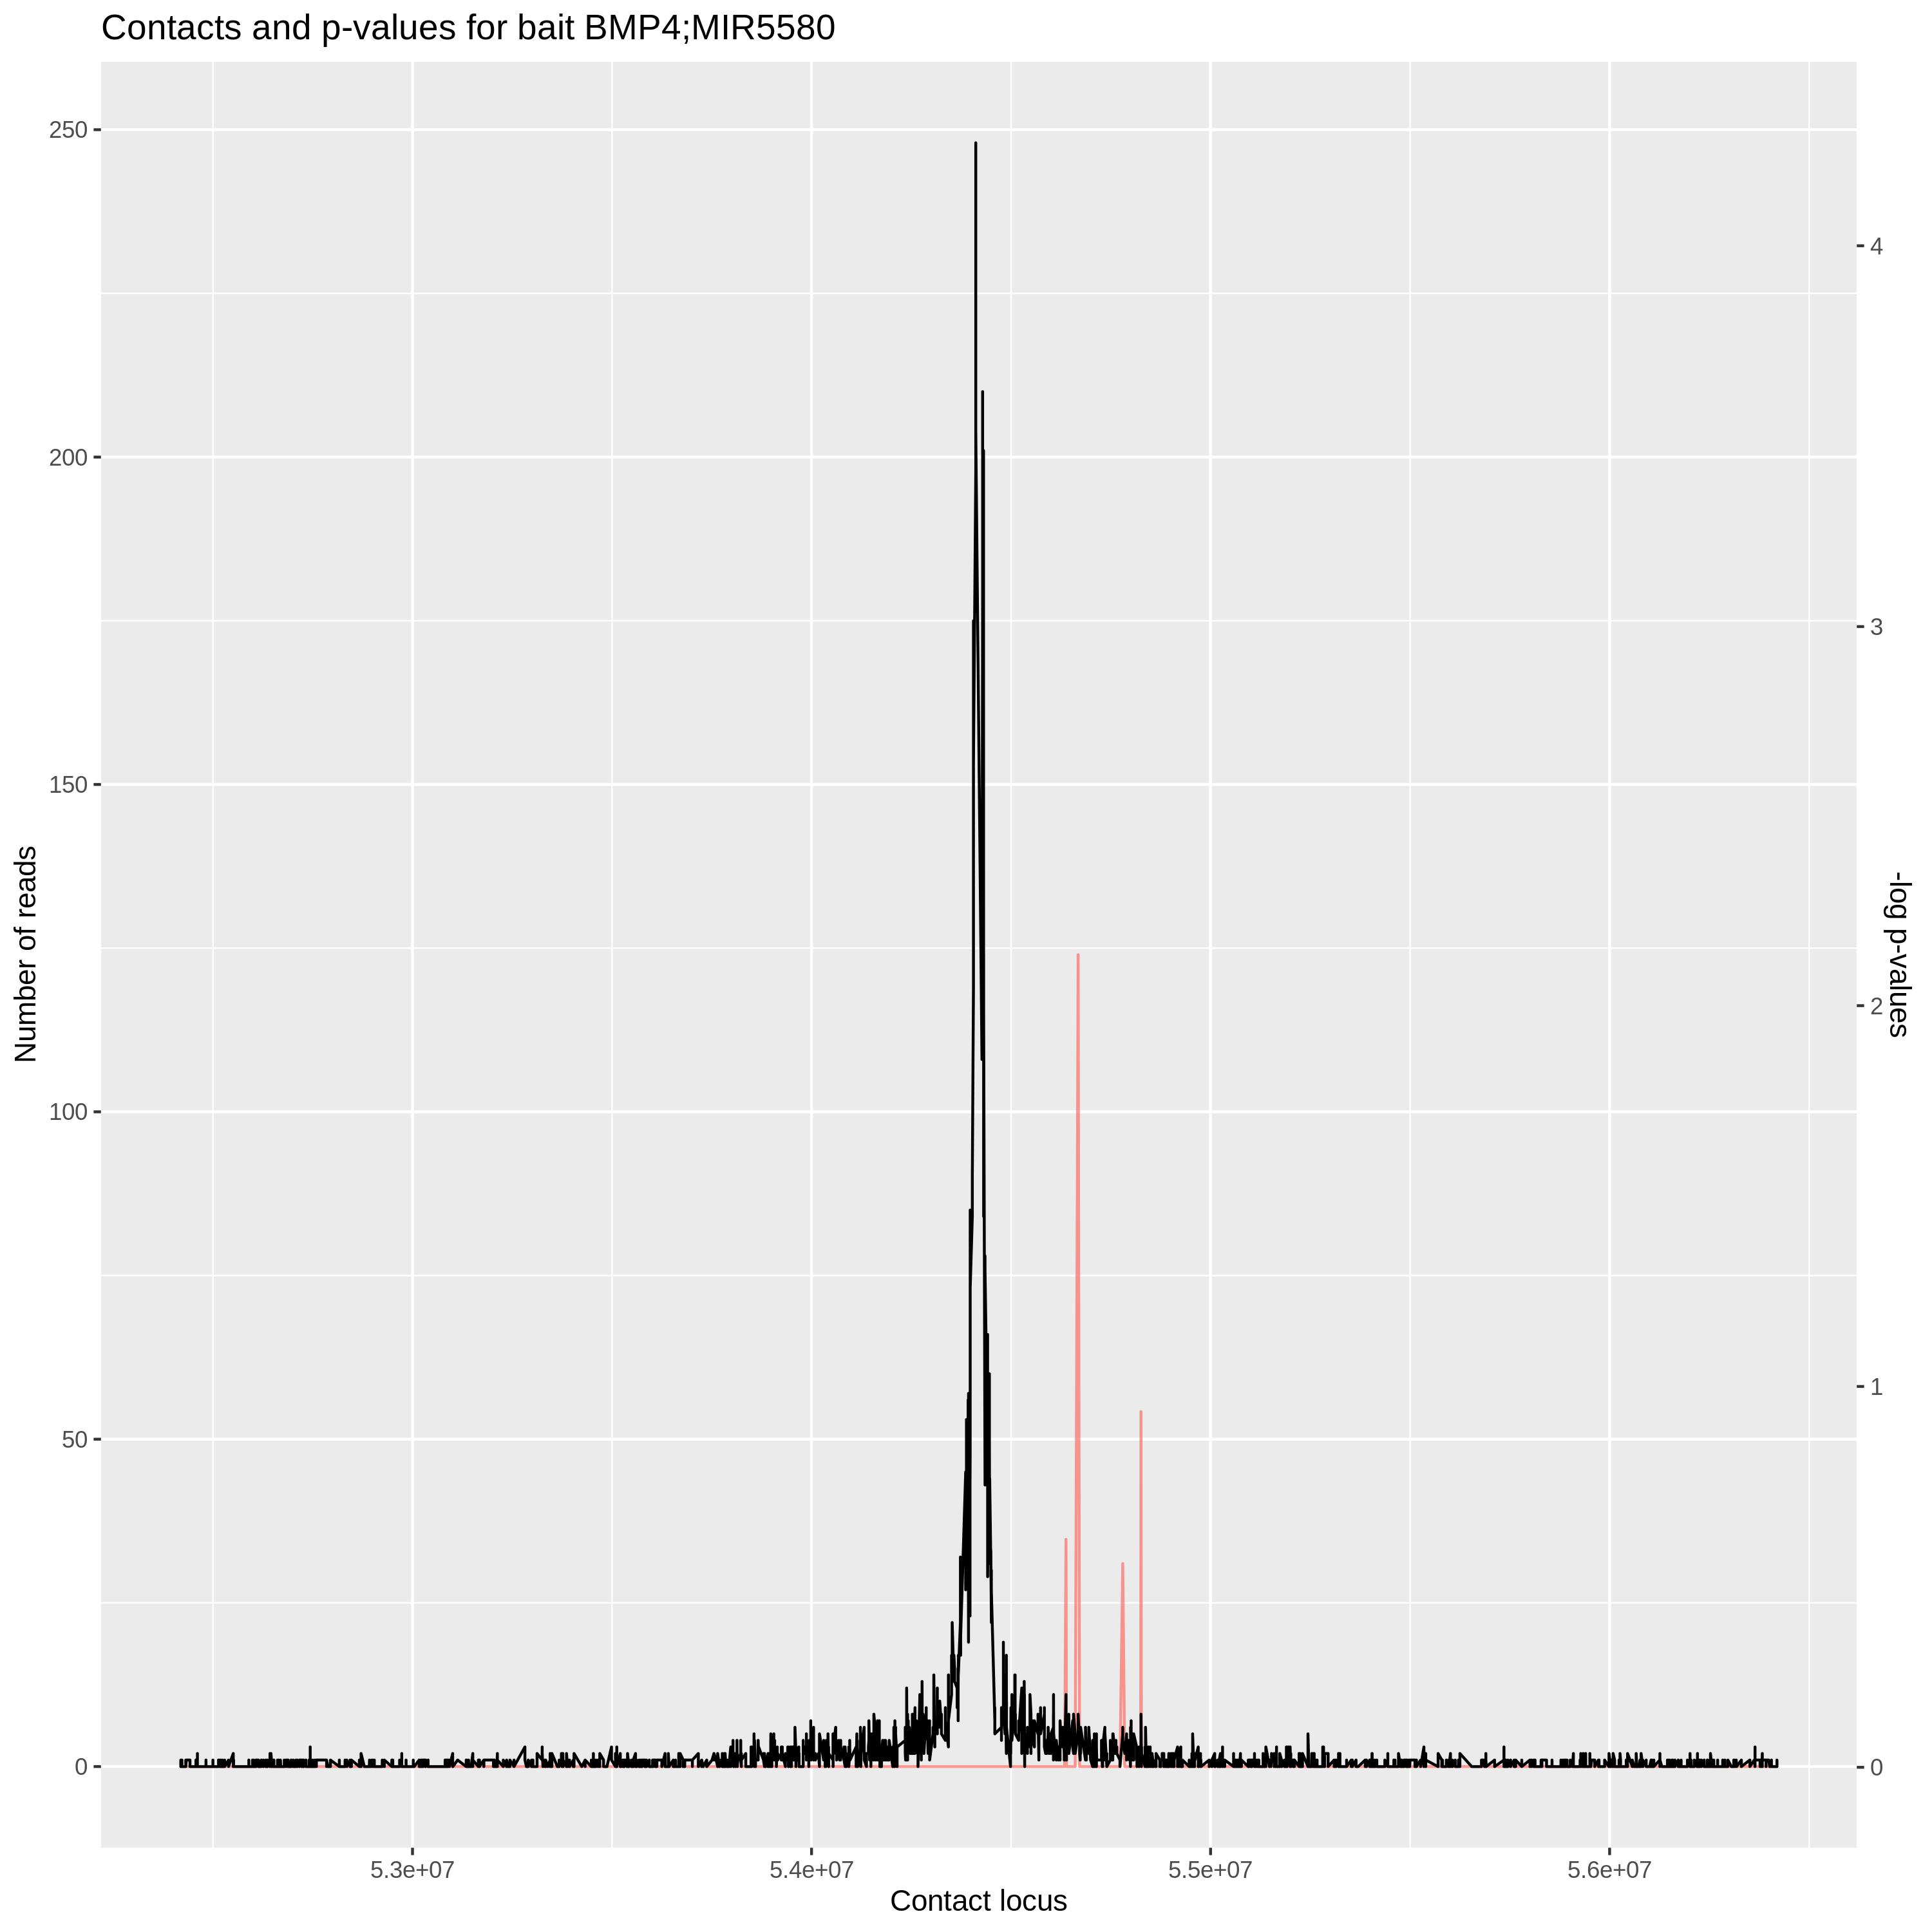 Contacts and p-values for bait BMP4;MIR5580
250
200
150
100
50
0
Number of reads
4
3
2
1
0
-log p-values
5.3e+07 5.4e+07 5.5e+07 5.6e+07
Contact locus